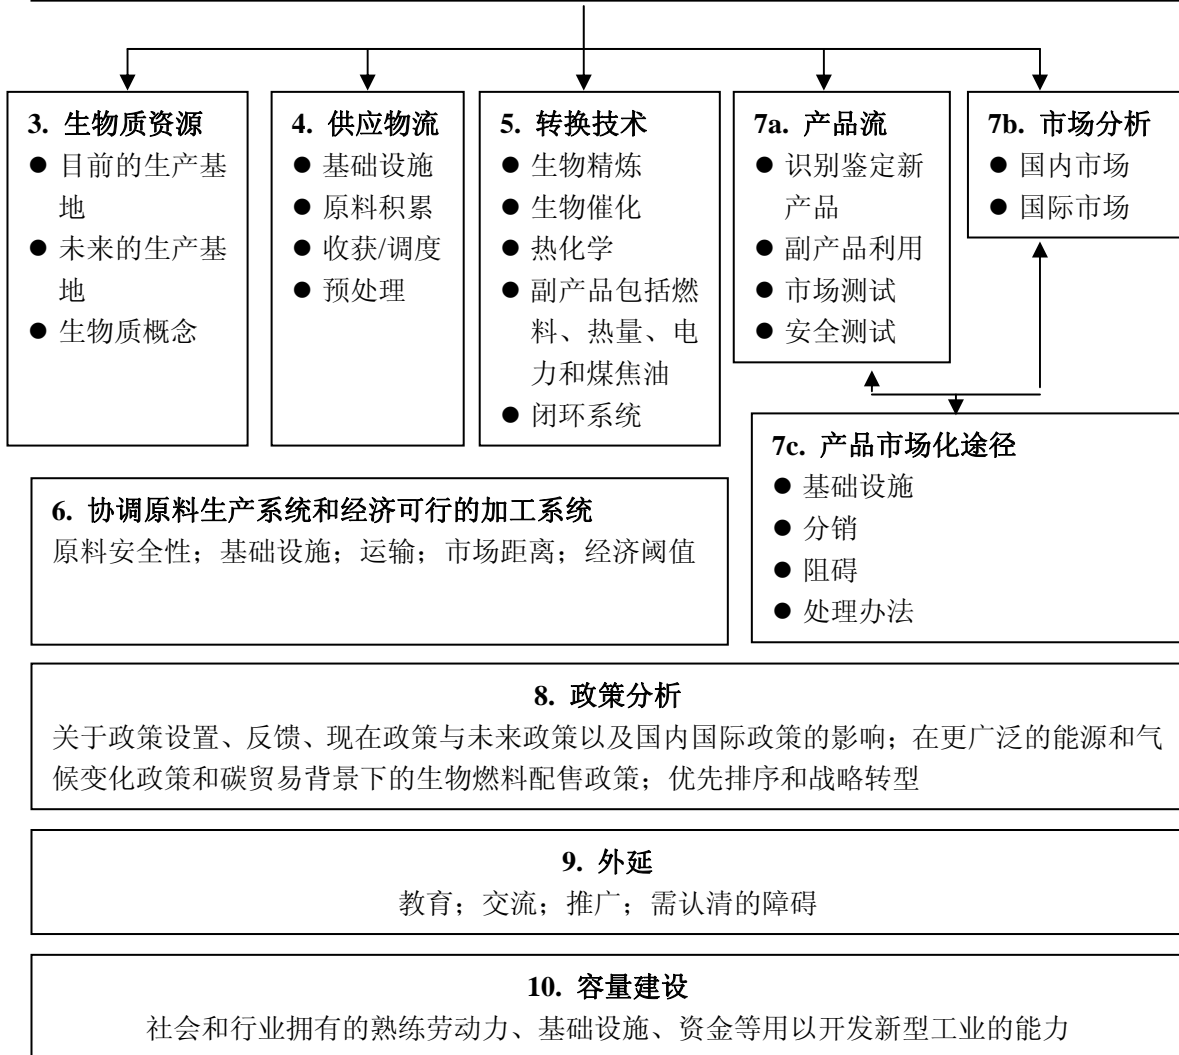 3. 生物质资源
● 目前的生产基
地
● 未来的生产基
地
● 生物质概念
4. 供应物流
● 基础设施
● 原料积累
● 收获/调度
● 预处理
5. 转换技术
● 生物精炼
● 生物催化
● 热化学
● 副产品包括燃
料、热量、电
力和煤焦油
● 闭环系统
7a. 产品流
● 识别鉴定新
产品
● 副产品利用
● 市场测试
● 安全测试
7b. 市场分析
● 国内市场
● 国际市场
7c. 产品市场化途径
● 基础设施
● 分销
● 阻碍
● 处理办法
6. 协调原料生产系统和经济可行的加工系统
原料安全性；基础设施；运输；市场距离；经济阈值
8. 政策分析
关于政策设置、反馈、现在政策与未来政策以及国内国际政策的影响；在更广泛的能源和气
候变化政策和碳贸易背景下的生物燃料配售政策；优先排序和战略转型
9. 外延
教育；交流；推广；需认清的障碍
10. 容量建设
社会和行业拥有的熟练劳动力、基础设施、资金等用以开发新型工业的能力